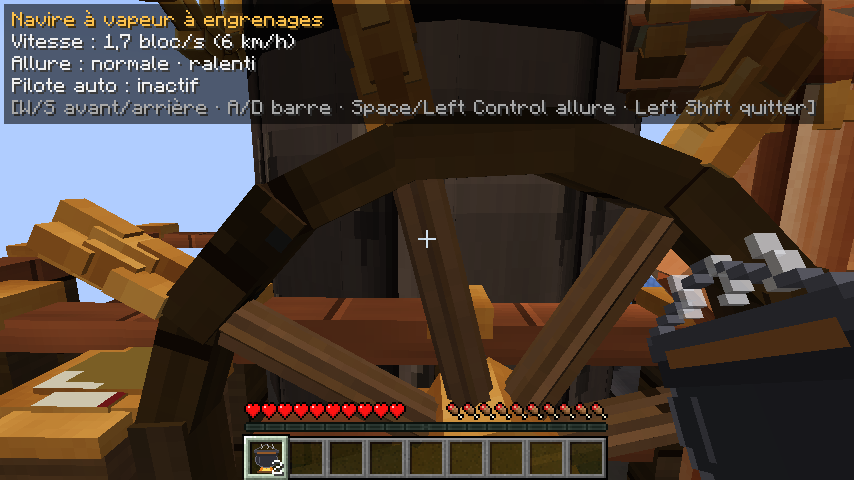 Navire à vapeur à engrenages
Vitesse : 1,7 bloc/s (6 km/h)
Allure : normale · ralenti
Pilote auto : inactif
[W/S avant/arrière · A/D barre · Space/Left Control allure · Left Shift quitter]
2